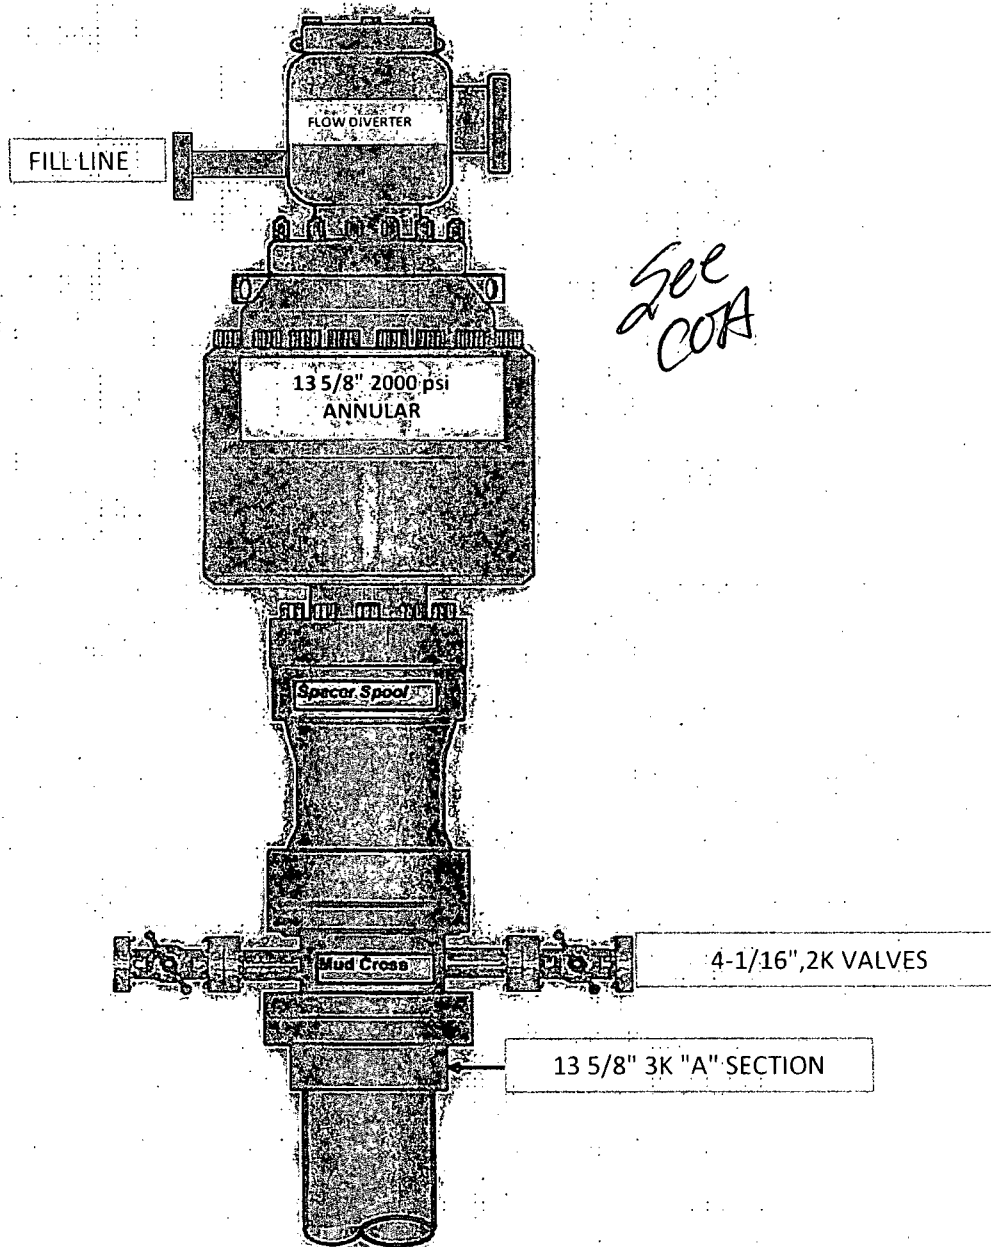 FLOW DIVERTER
FILL LINE
See
COA
13 5/8" 2000 psi
ANNULAR
Spacer Spool
Mud Cross
4-1/16",2K VALVES
13 5/8" 3K "A" SECTION